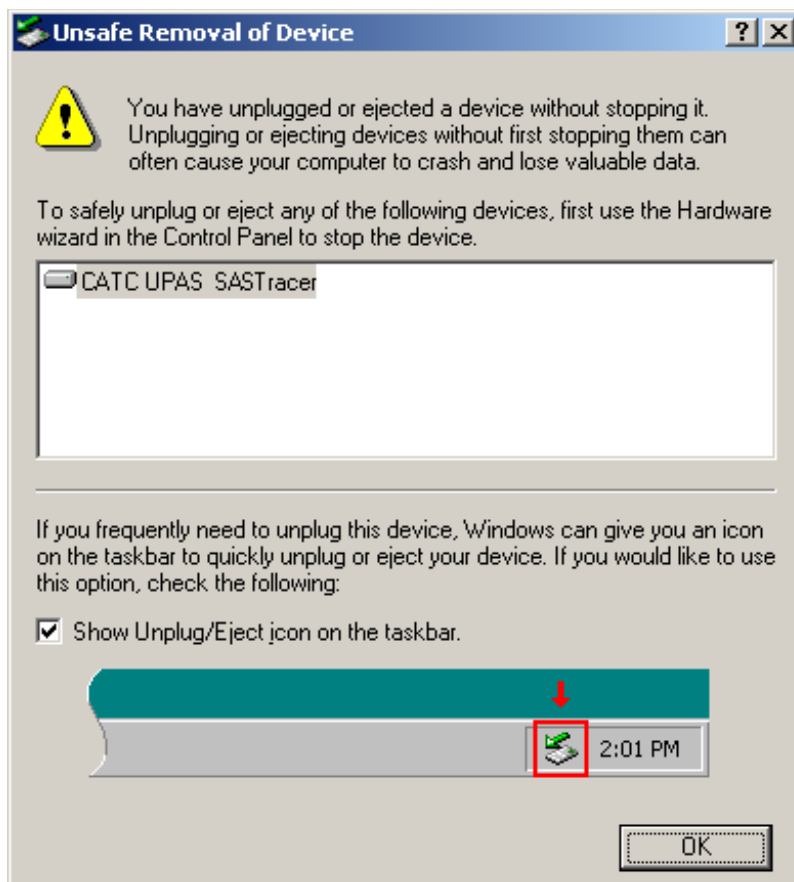 Unsafe Removal of Device
You have unplugged or ejected a device without stopping it.
Unplugging or ejecting devices without first stopping them can
often cause your computer to crash and lose valuable data.
To safely unplug or eject any of the following devices, first use the Hardware
wizard in the Control Panel to stop the device.
CATC UPAS  SASTracer
If you frequently need to unplug this device, Windows can give you an icon
on the taskbar to quickly unplug or eject your device. If you would like to use
this option, check the following:
Show Unplug/Eject icon on the taskbar.
2:01 PM
OK